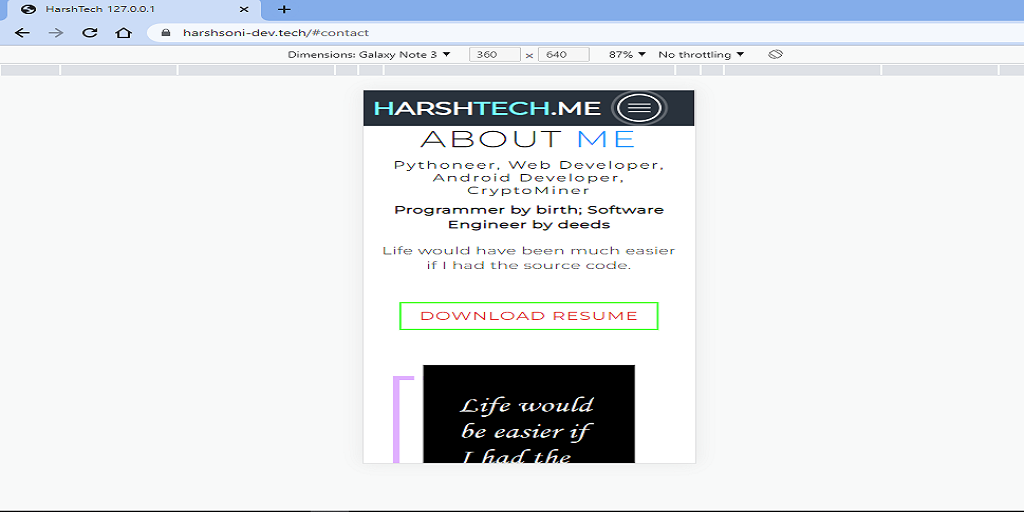 HarshTech 127.0.0.1
harshsoni-dev.tech/#contact
Dimensions: Galaxy Note 3 360 x 640 87% No throttling
HARSHTECH.ME
ABOUT ME
Pythoneer, Web Developer,
Android Developer,
CryptoMiner
Programmer by birth; Software
Engineer by deeds
Life would have been much easier
if I had the source code.
DOWNLOAD RESUME
Life would
be easier if
I had the